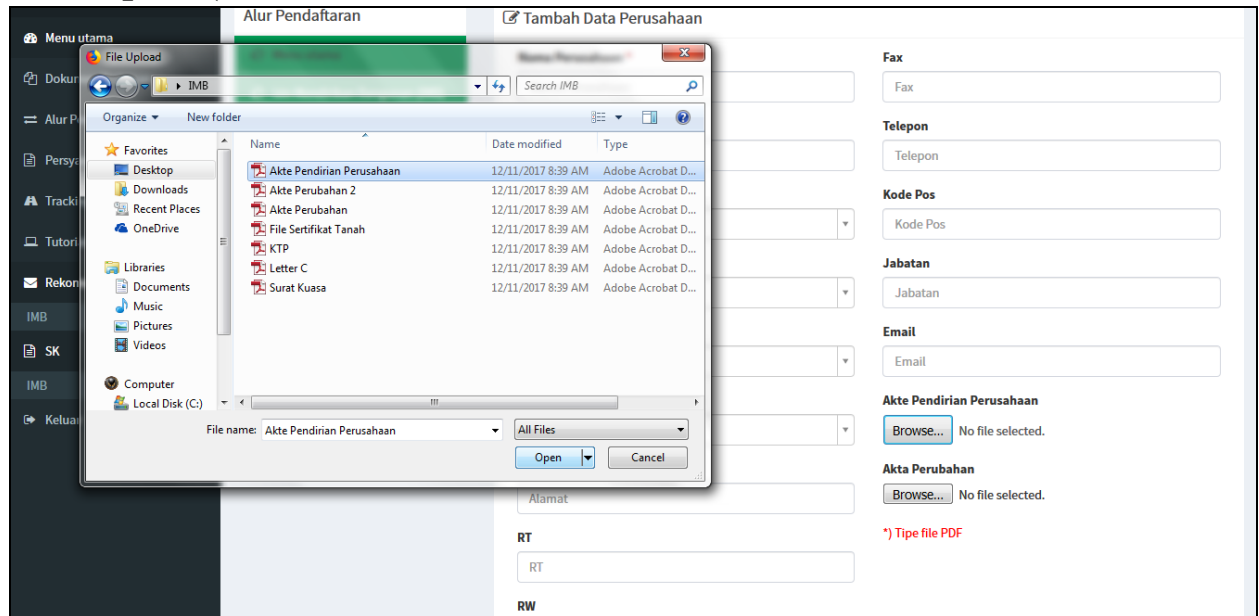 Alur Pendaftaran
Tambah Data Perusahaan
Menu utama
File Upload
Fax
Fax
IMB
Search IMB
Organize
New folder
Telepon
Telepon
Favorites
Desktop
Downloads
Recent Places
OneDrive
Libraries
Documents
Music
Pictures
Videos
Computer
Local Disk (C:)
Name Date modified Type
Akte Pendirian Perusahaan 12/11/2017 8:39 AM Adobe Acrobat D...
Akte Perubahan 2 12/11/2017 8:39 AM Adobe Acrobat D...
Akte Perubahan 12/11/2017 8:39 AM Adobe Acrobat D...
File Sertifikat Tanah 12/11/2017 8:39 AM Adobe Acrobat D...
KTP 12/11/2017 8:39 AM Adobe Acrobat D...
Letter C 12/11/2017 8:39 AM Adobe Acrobat D...
Surat Kuasa 12/11/2017 8:39 AM Adobe Acrobat D...
File name: Akte Pendirian Perusahaan
All Files
Open
Cancel
IMB
SK
IMB
Kode Pos
Kode Pos
Jabatan
Jabatan
Email
Email
Akte Pendirian Perusahaan
Browse... No file selected.
Akta Perubahan
Browse... No file selected.
*) Tipe file PDF
Alamat
RT
RT
RW